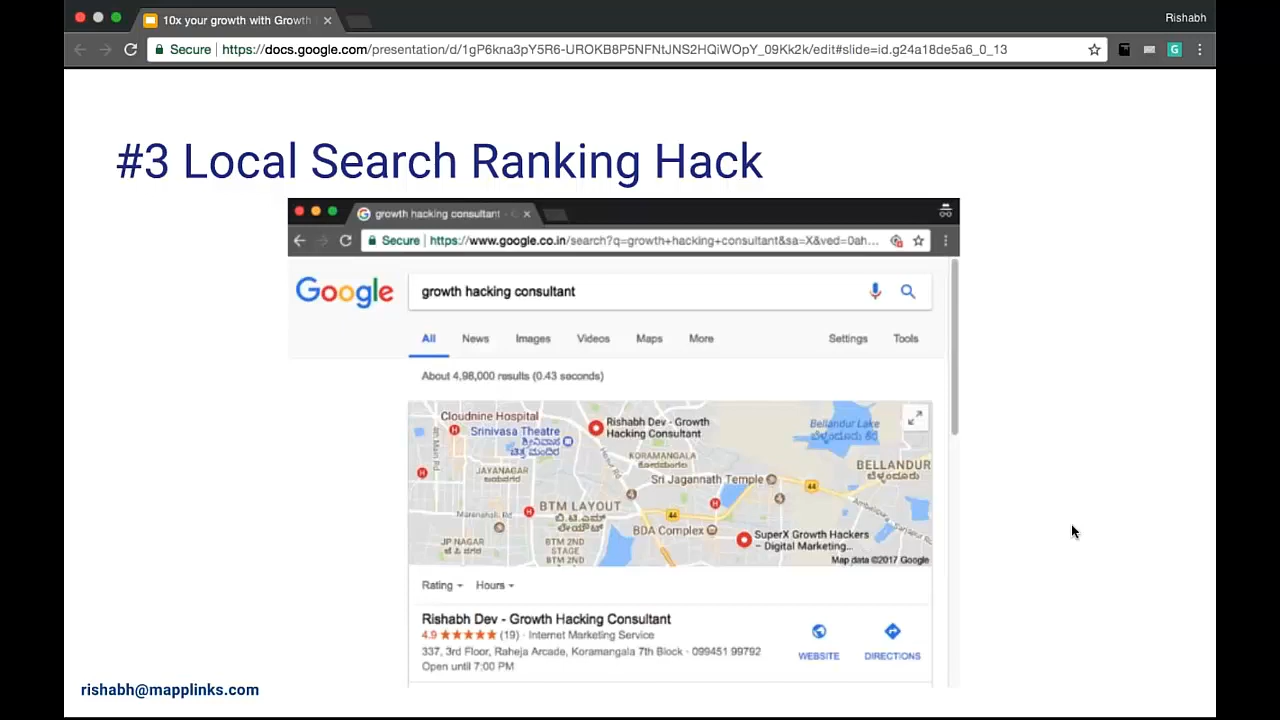 10x your growth with Growth
Rishabh
Secure https://docs.google.com/presentation/d/1gP6kna3pY5R6-UROKB8P5NFNtJNS2HQiWOpY_09Kk2k/edit#slide=id.g24a18de5a6_0_13
#3 Local Search Ranking Hack
growth hacking consultant
Secure https://www.google.co.in/search?q=growth+hacking+consultant&sa=X&ved=0ah...
Google
growth hacking consultant
All News Images Videos Maps More Settings Tools
About 4,98,000 results (0.43 seconds)
Cloudnine Hospital
Srinivasa Theatre
Rishabh Dev - Growth
Hacking Consultant
Bellandur Lake
KORAMANGALA
JAYANAGAR
BELLANDUR
Sri Jagannath Temple
44
BTM LAYOUT
44
BDA Complex
SuperX Growth Hackers
– Digital Marketing...
JP NAGAR
BTM 2ND
STAGE
BTM 2ND
Map data ©2017 Google
Rating Hours
Rishabh Dev - Growth Hacking Consultant
4.9 ★★★★★ (19) · Internet Marketing Service
337, 3rd Floor, Raheja Arcade, Koramangala 7th Block · 099451 99792
Open until 7:00 PM
WEBSITE DIRECTIONS
rishabh@mapplinks.com